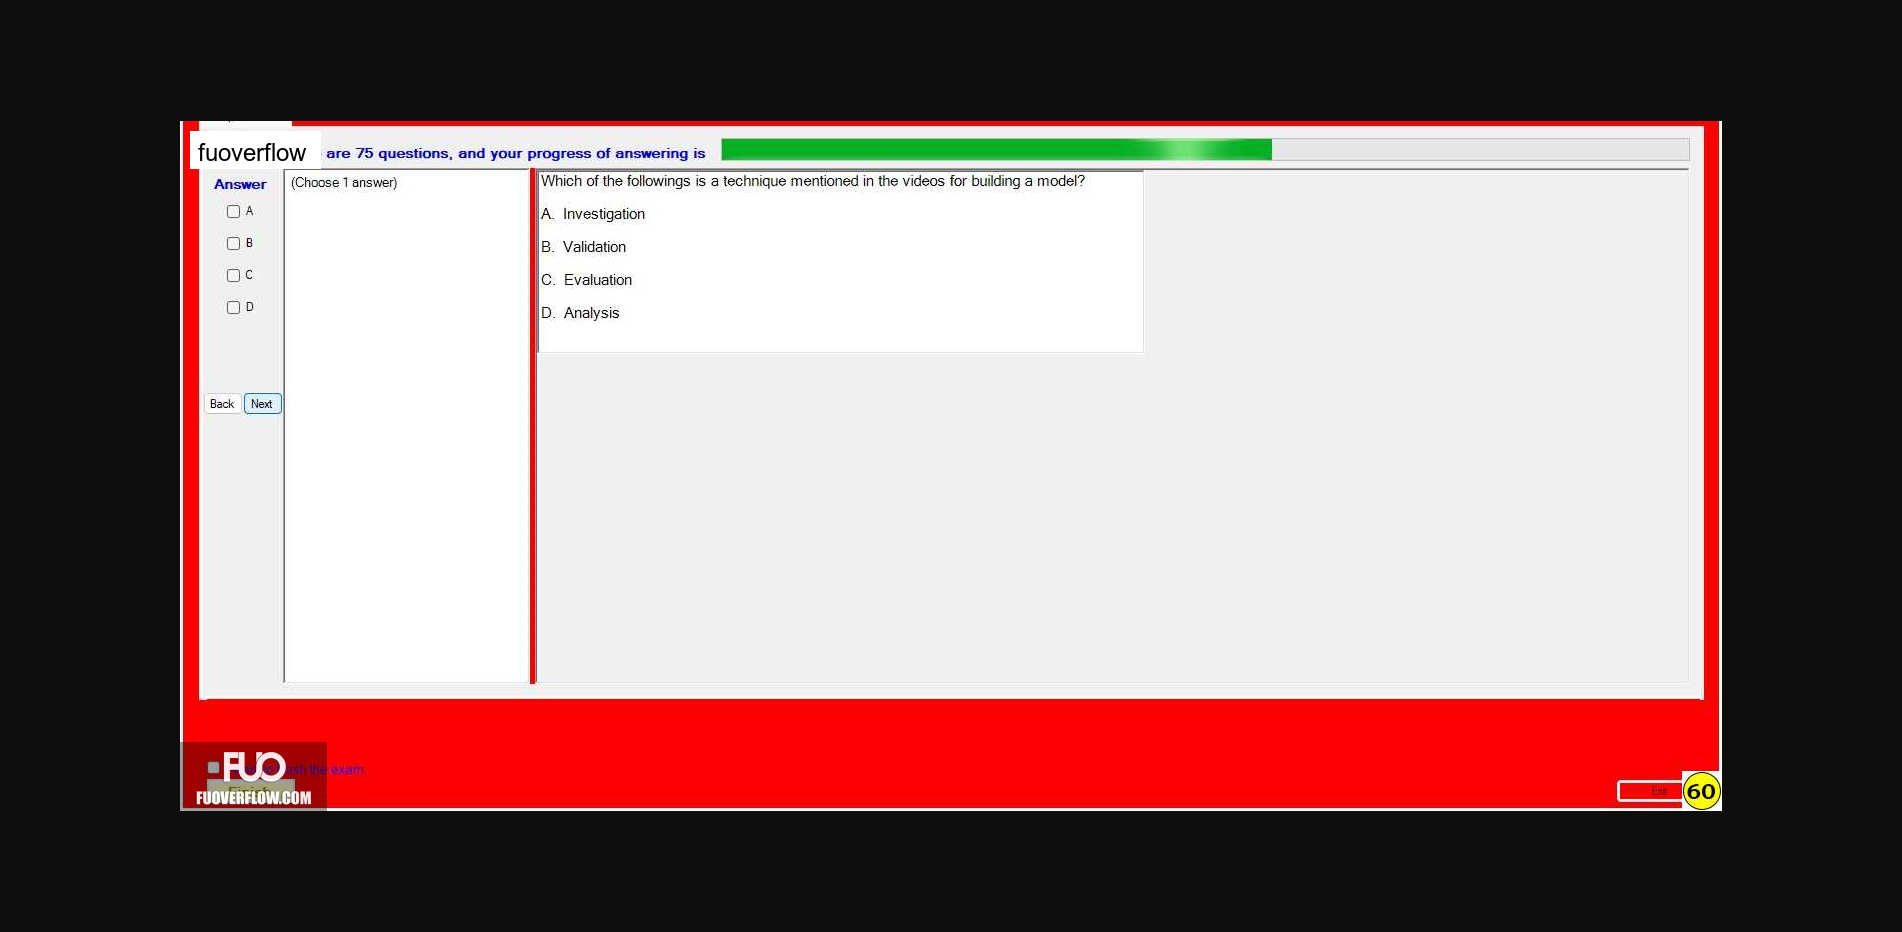 fuoverflow are 75 questions, and your progress of answering is
Answer
(Choose 1 answer)
A
B
C
D
Back Next
Which of the followings is a technique mentioned in the videos for building a model?
A. Investigation
B. Validation
C. Evaluation
D. Analysis
FUO
the exam
FUOVERFLOW.COM
Exit
60